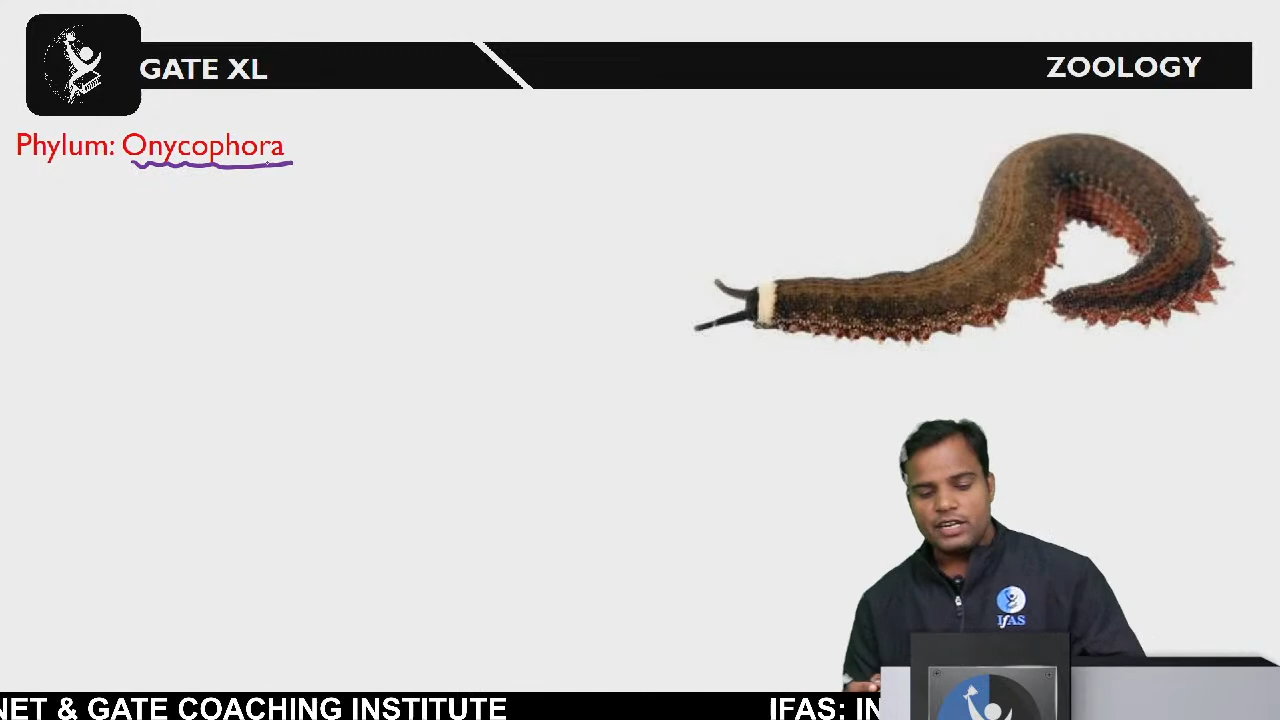 GATE XL
ZOOLOGY
Phylum: Onycophora
IfAS
NET & GATE COACHING INSTITUTE
IFAS: IN